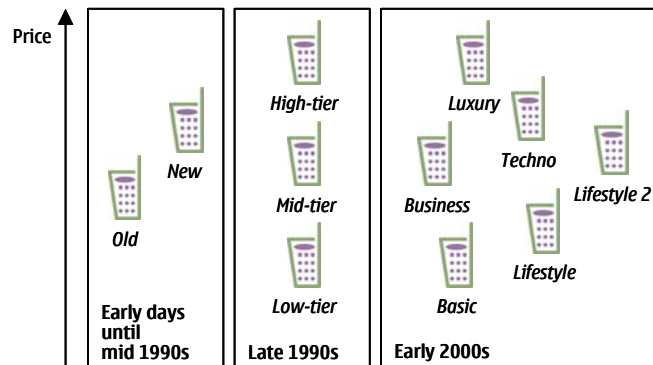 Price
New
Old
Early days
until
mid 1990s
High-tier
Mid-tier
Low-tier
Late 1990s
Luxury
Techno
Lifestyle 2
Business
Lifestyle
Basic
Early 2000s